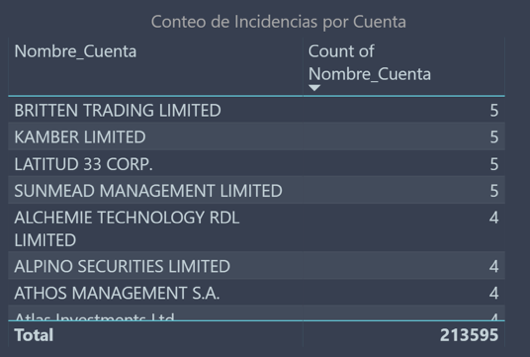 Conteo de Incidencias por Cuenta
Nombre_Cuenta Count of
Nombre_Cuenta
BRITTEN TRADING LIMITED 5
KAMBER LIMITED 5
LATITUD 33 CORP. 5
SUNMEAD MANAGEMENT LIMITED 5
ALCHEMIE TECHNOLOGY RDL 4
LIMITED
ALPINO SECURITIES LIMITED 4
ATHOS MANAGEMENT S.A. 4
Atlas Investments Ltd 4
Total 213595